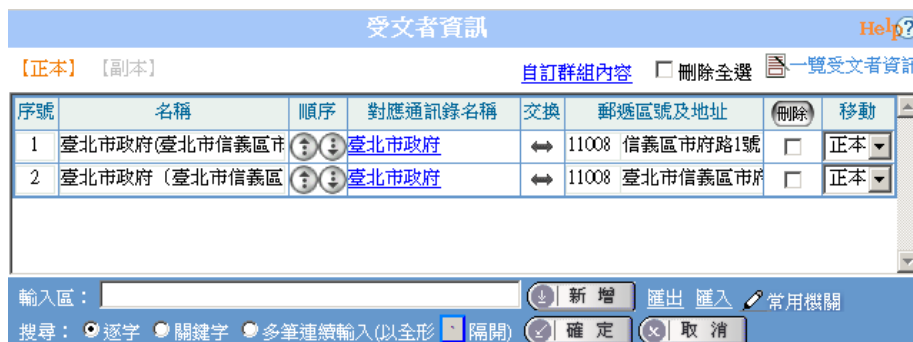 受文者資訊 Help?
【正本】 【副本】 自訂群組內容 刪除全選 一覽受文者資訊
序號 名稱 順序 對應通訊錄名稱 交換 郵遞區號及地址 刪除 移動
1 臺北市政府(臺北市信義區市 臺北市政府 11008 信義區市府路1號 正本
2 臺北市政府〔臺北市信義區 臺北市政府 11008 臺北市信義區市府 正本
輸入區： 新增 匯出 匯入 常用機關
搜尋： 逐字 關鍵字 多筆連續輸入(以全形 、 隔開) 確定 取消